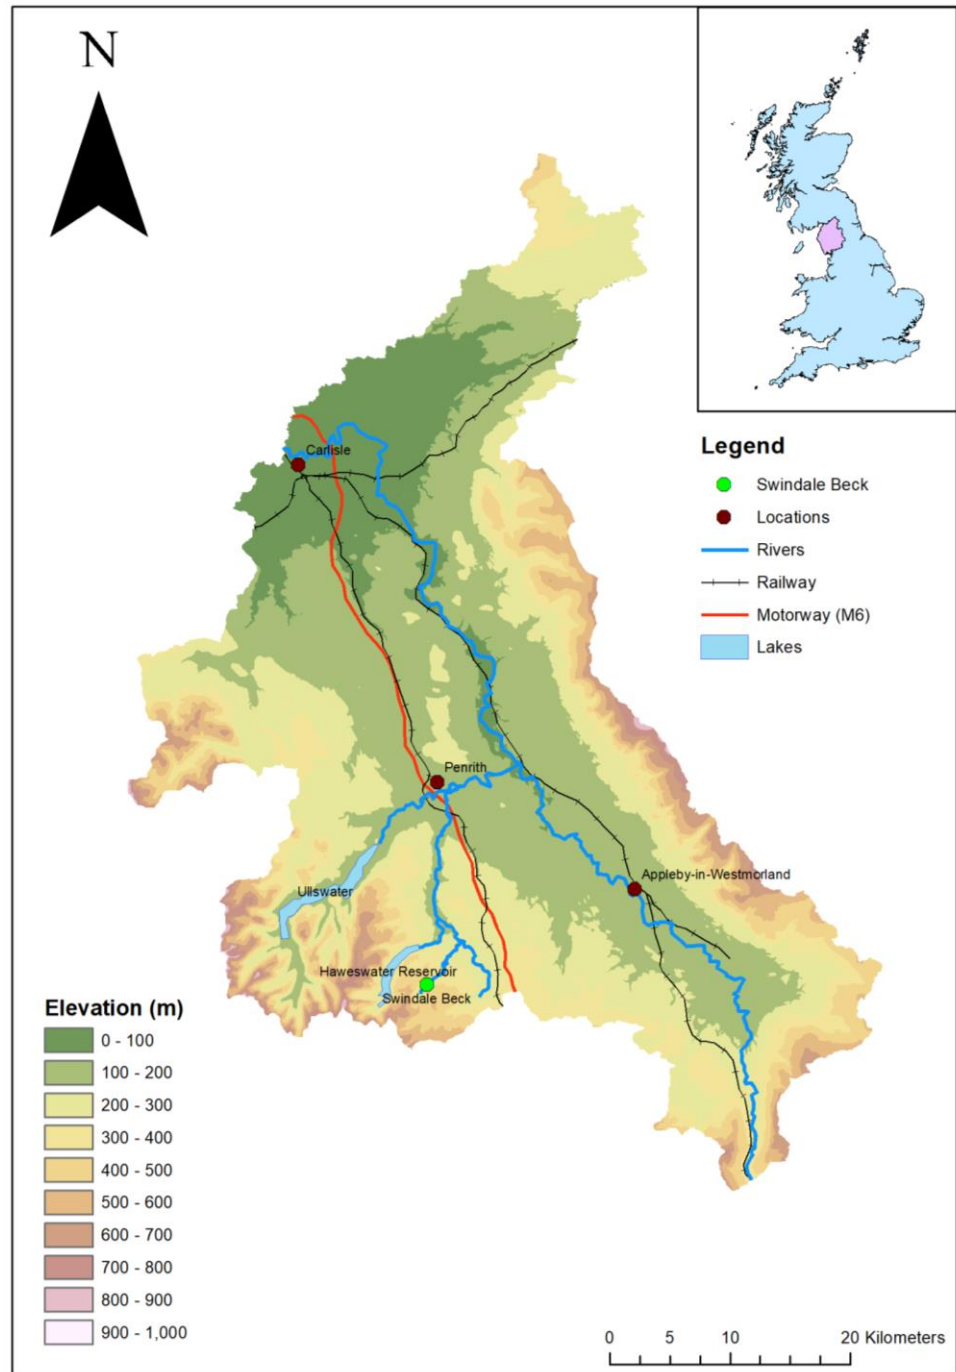 N
Carlisle
Penrith
Appleby-in-Westmorland
Ullswater
Haweswater Reservoir
Swindale Beck
Legend
Swindale Beck
Locations
Rivers
Railway
Motorway (M6)
Lakes
Elevation (m)
0 - 100
100 - 200
200 - 300
300 - 400
400 - 500
500 - 600
600 - 700
700 - 800
800 - 900
900 - 1,000
0 5 10 20 Kilometers